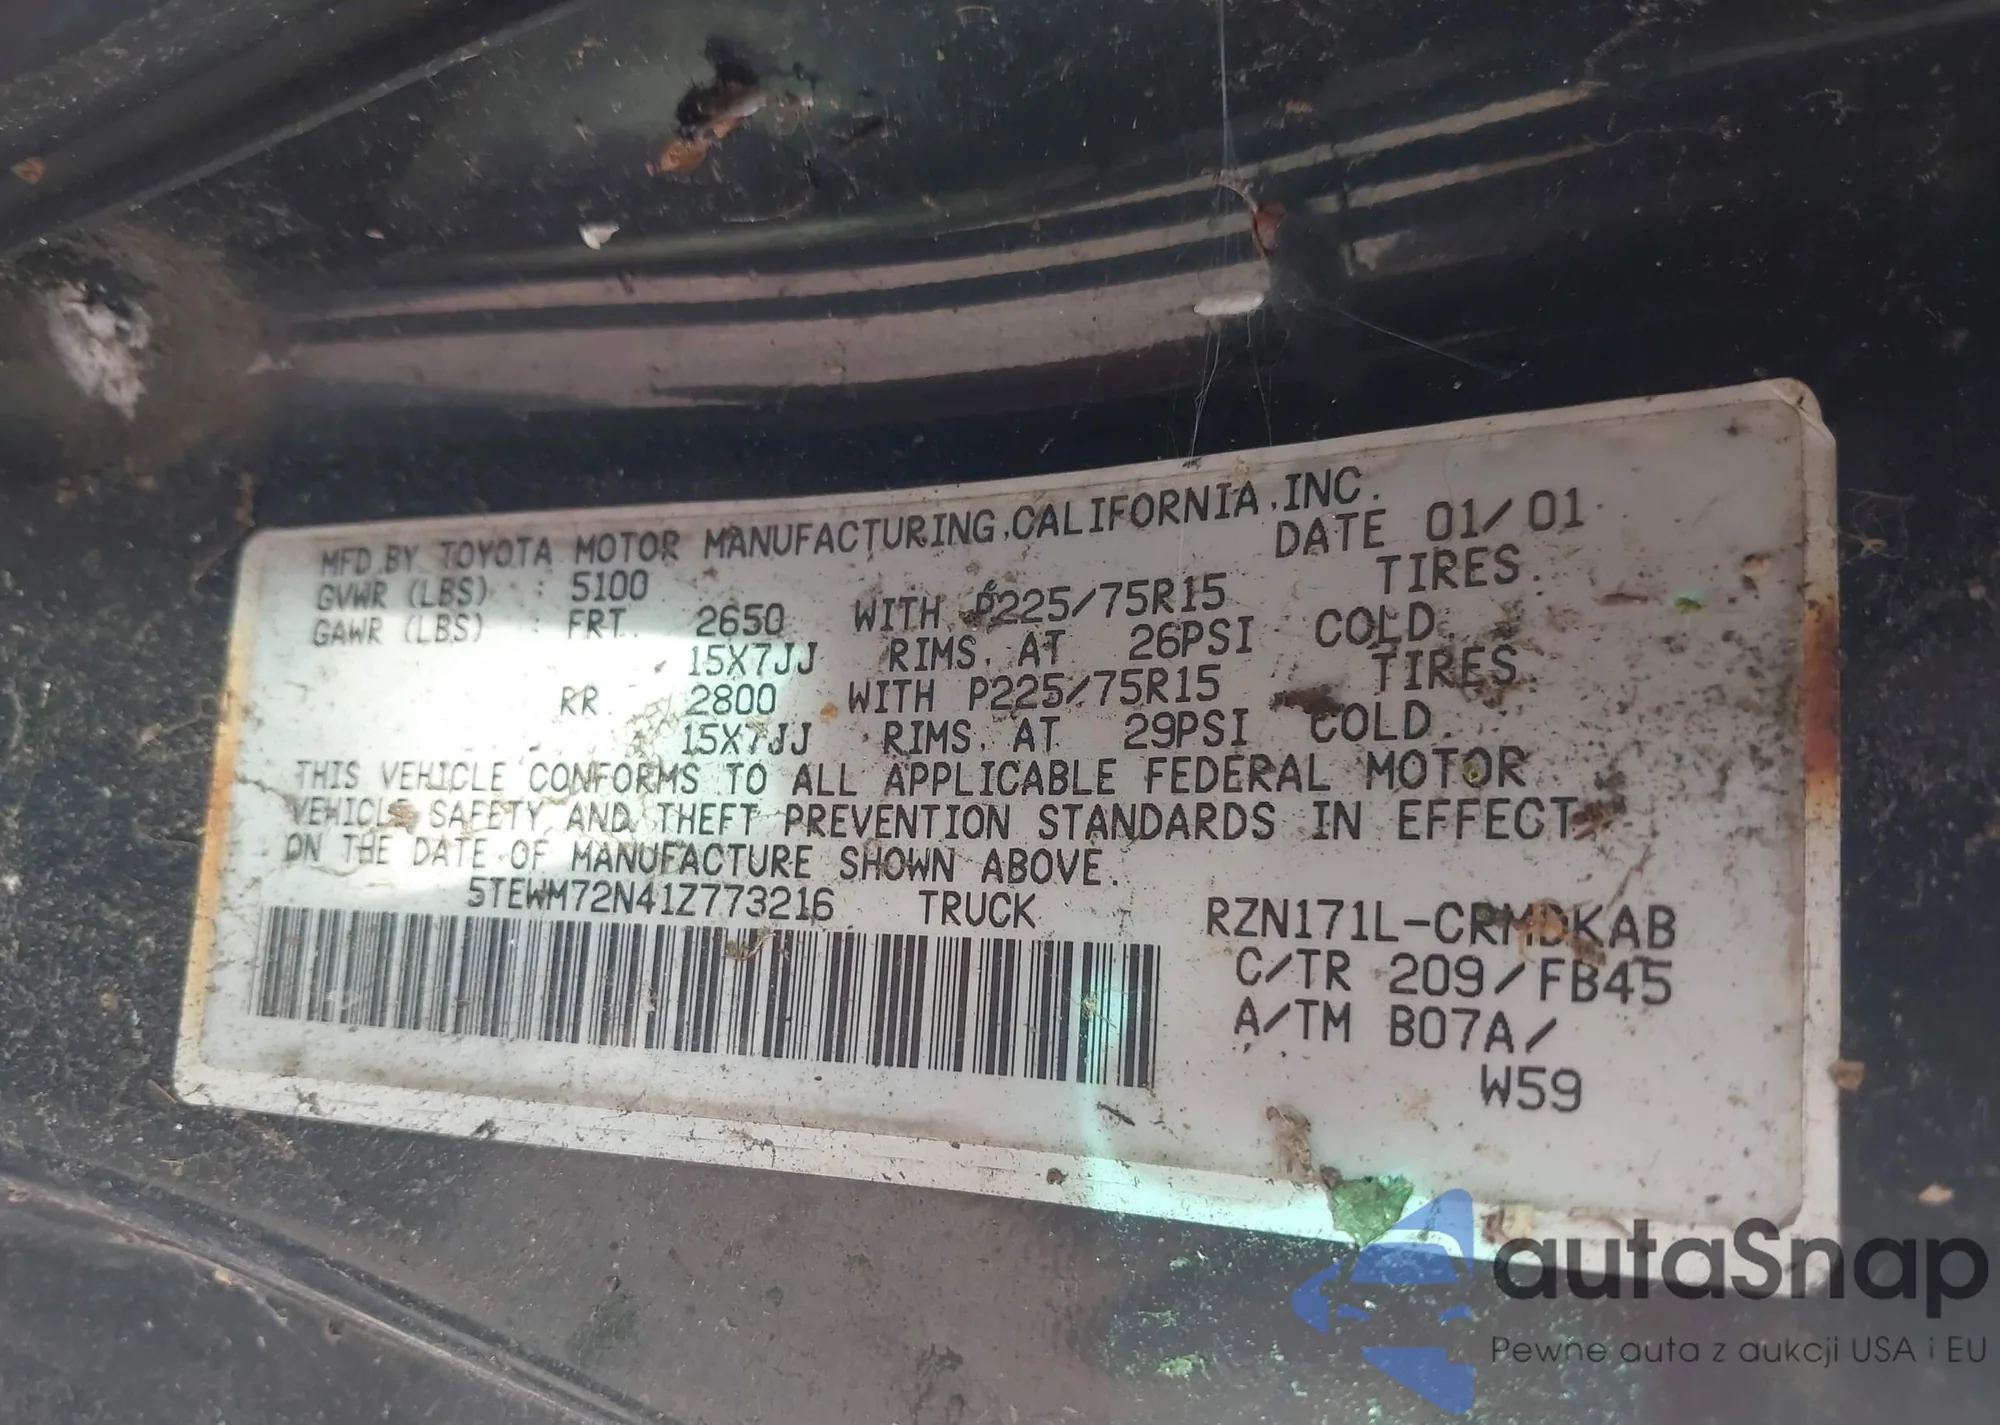 MFD BY TOYOTA MOTOR MANUFACTURING, CALIFORNIA, INC.
DATE 01/01
GVWR (LBS) : 5100
GAWR (LBS) : FRT. 2650 WITH P225/75R15 TIRES.
15X7JJ RIMS. AT 26PSI COLD.
RR. 2800 WITH P225/75R15 TIRES.
15X7JJ RIMS. AT 29PSI COLD.
THIS VEHICLE CONFORMS TO ALL APPLICABLE FEDERAL MOTOR
VEHICLE SAFETY AND THEFT PREVENTION STANDARDS IN EFFECT
ON THE DATE OF MANUFACTURE SHOWN ABOVE.
5TEWM72N41Z773216 TRUCK RZN171L-CRMDKAB
C/TR 209/FB45
A/TM B07A/
W59
autaSnap
Pewne auta z aukcji USA i EU